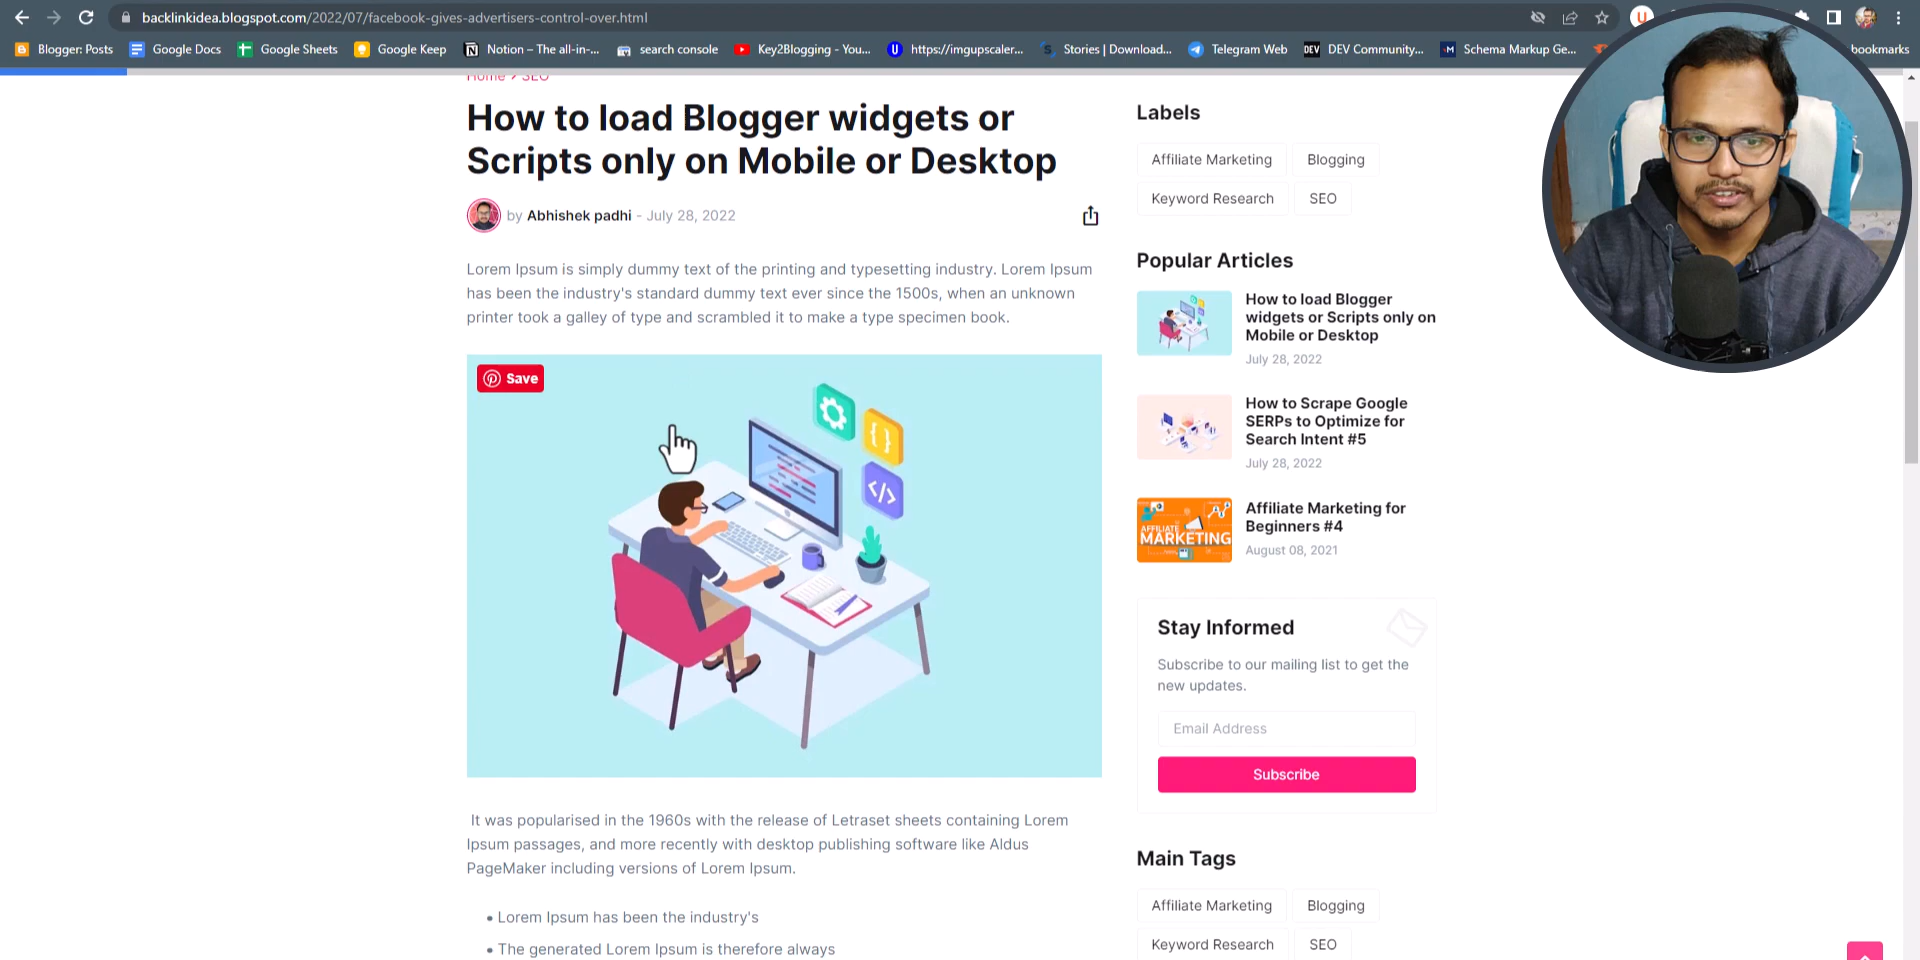 backlinkidea.blogspot.com/2022/07/facebook-gives-advertisers-control-over.html
Blogger: Posts
Google Docs
Google Sheets
Google Keep
Notion – The all-in-...
search console
Key2Blogging - You...
https://imgupscaler...
Stories | Download...
Telegram Web
DEV Community...
Schema Markup Ge...
bookmarks
Home > SEO
How to load Blogger widgets or
Scripts only on Mobile or Desktop
by Abhishek padhi - July 28, 2022
Lorem Ipsum is simply dummy text of the printing and typesetting industry. Lorem Ipsum
has been the industry's standard dummy text ever since the 1500s, when an unknown
printer took a galley of type and scrambled it to make a type specimen book.
Save
It was popularised in the 1960s with the release of Letraset sheets containing Lorem
Ipsum passages, and more recently with desktop publishing software like Aldus
PageMaker including versions of Lorem Ipsum.
• Lorem Ipsum has been the industry's
• The generated Lorem Ipsum is therefore always
Labels
Affiliate Marketing
Blogging
Keyword Research
SEO
Popular Articles
How to load Blogger
widgets or Scripts only on
Mobile or Desktop
July 28, 2022
How to Scrape Google
SERPs to Optimize for
Search Intent #5
July 28, 2022
AFFILIATE
MARKETING
Affiliate Marketing for
Beginners #4
August 08, 2021
Stay Informed
Subscribe to our mailing list to get the
new updates.
Email Address
Subscribe
Main Tags
Affiliate Marketing
Blogging
Keyword Research
SEO